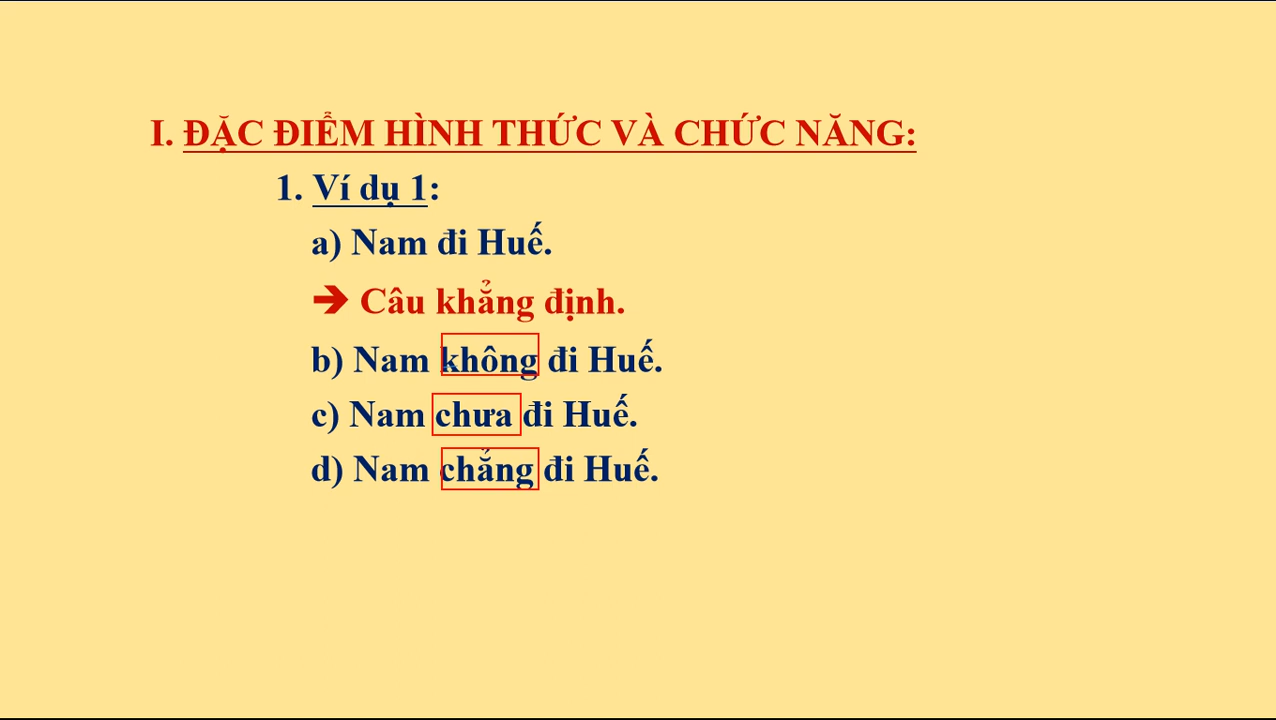 I. ĐẶC ĐIỂM HÌNH THỨC VÀ CHỨC NĂNG:
1. Ví dụ 1:
a) Nam đi Huế.
➔ Câu khẳng định.
b) Nam không đi Huế.
c) Nam chưa đi Huế.
d) Nam chẳng đi Huế.